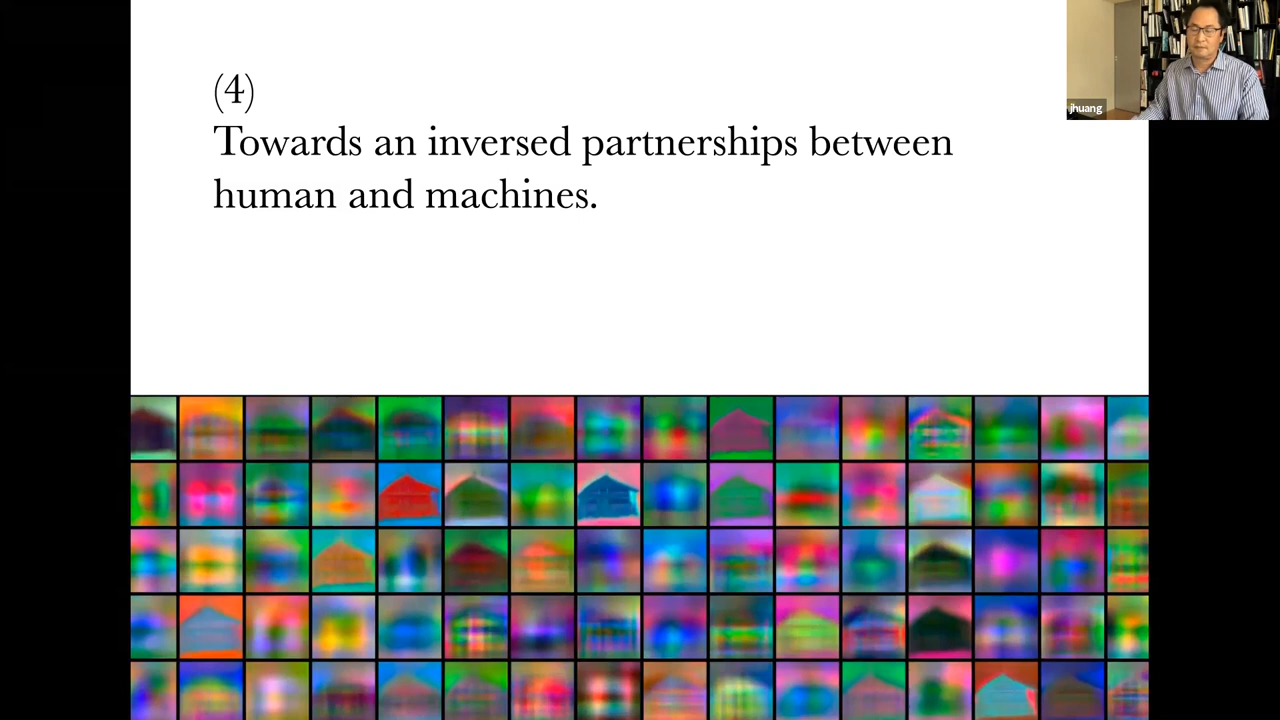 (4)
Towards an inversed partnerships between
human and machines.
jhuang